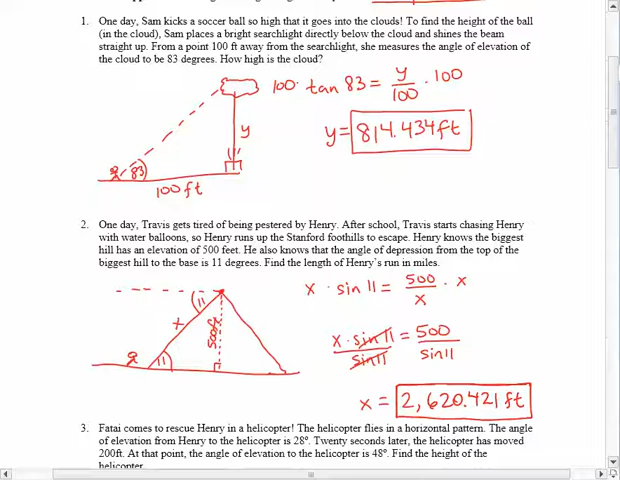 1. One day, Sam kicks a soccer ball so high that it goes into the clouds! To find the height of the ball
(in the cloud), Sam places a bright searchlight directly below the cloud and shines the beam
straight up. From a point 100 ft away from the searchlight, she measures the angle of elevation of
the cloud to be 83 degrees. How high is the cloud?
100· tan 83 = y/100 · 100
y
y = 814.434ft
83
100 ft
2. One day, Travis gets tired of being pestered by Henry. After school, Travis starts chasing Henry
with water balloons, so Henry runs up the Stanford foothills to escape. Henry knows the biggest
hill has an elevation of 500 feet. He also knows that the angle of depression from the top of the
biggest hill to the base is 11 degrees. Find the length of Henry's run in miles.
x · sin 11 = 500/x · x
11
x
500ft
x · sin 11/sin 11 = 500/sin 11
11
x = 2,620.421 ft
3. Fatai comes to rescue Henry in a helicopter! The helicopter flies in a horizontal pattern. The angle
of elevation from Henry to the helicopter is 28°. Twenty seconds later, the helicopter has moved
200ft. At that point, the angle of elevation to the helicopter is 48°. Find the height of the
helicopter.